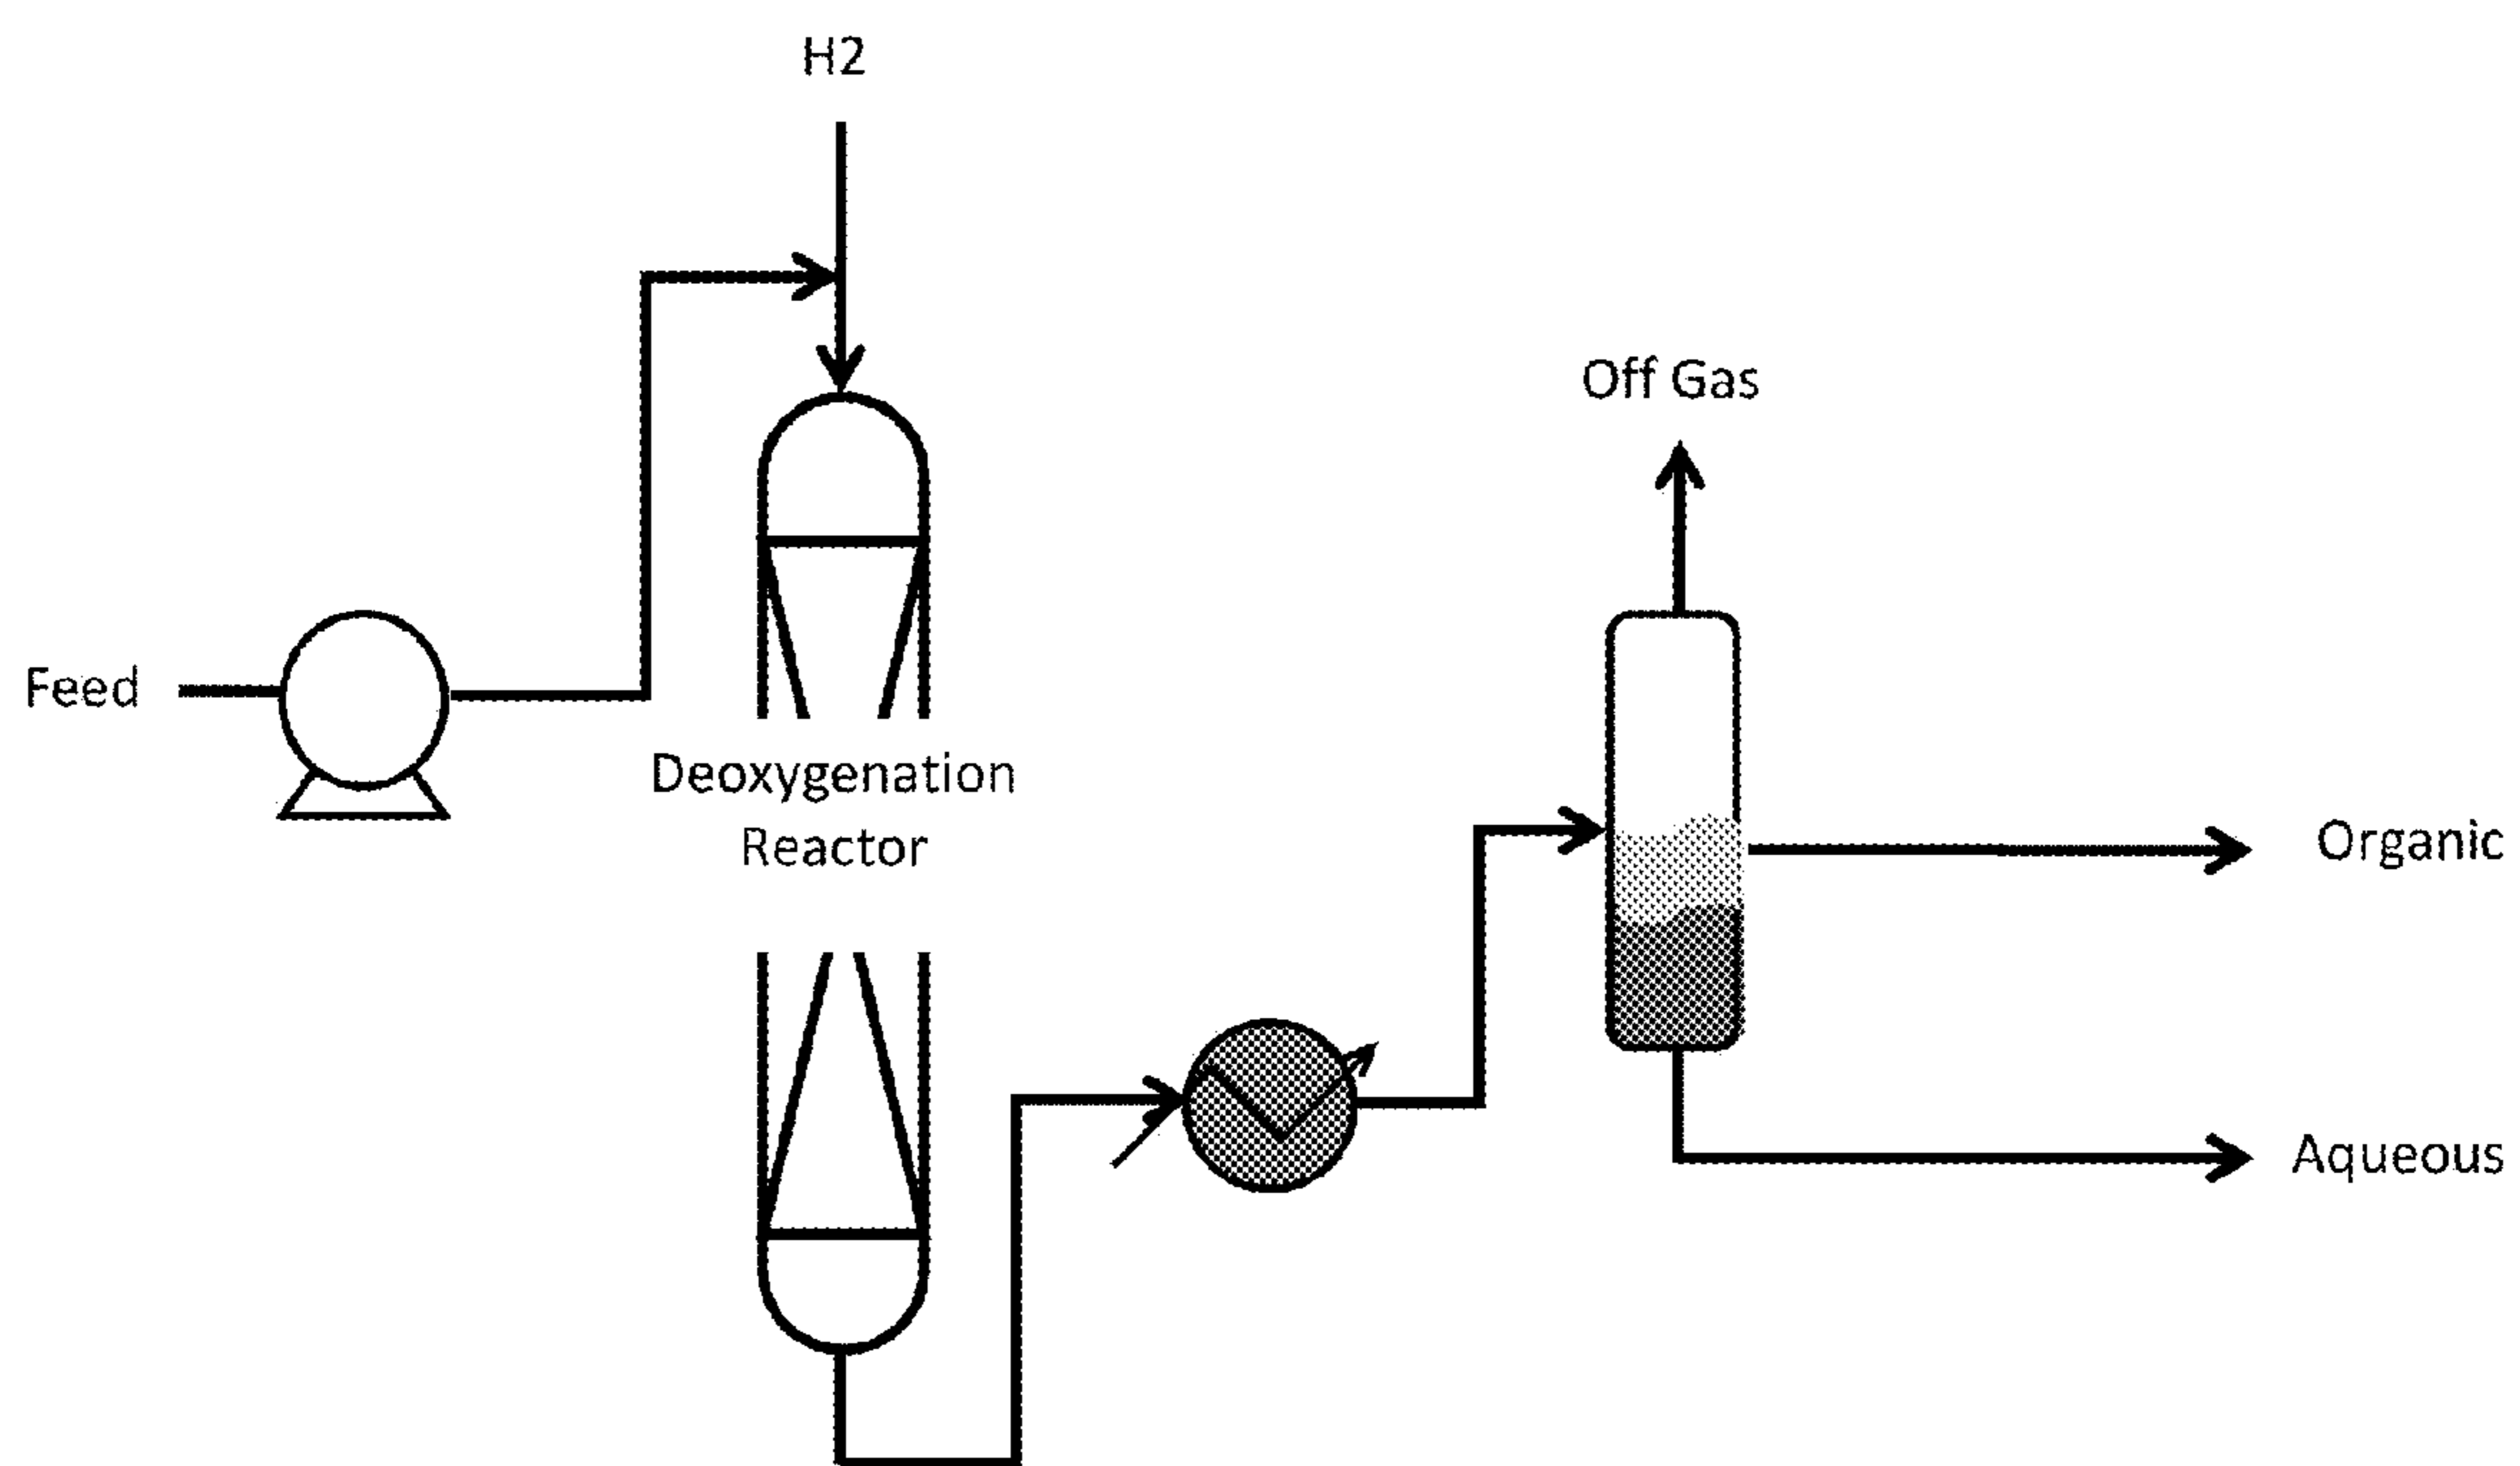 H2
Off Gas
Feed
Deoxygenation
Reactor
Organic
Aqueous